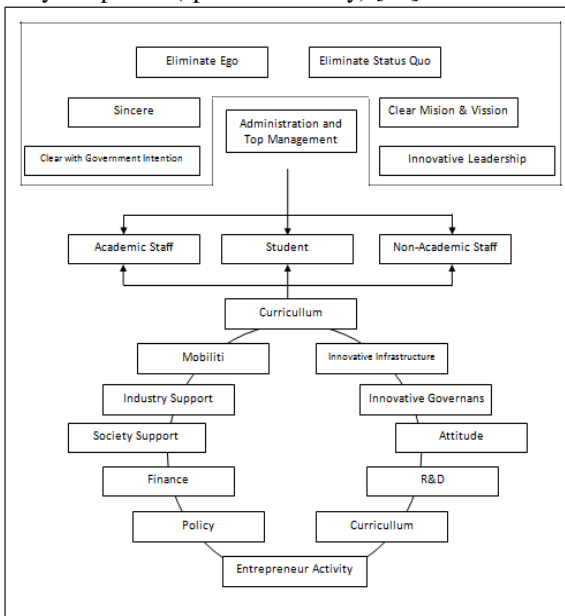 Eliminate Ego
Eliminate Status Quo
Sincere
Clear Mision & Vission
Administration and
Top Management
Clear with Government Intention
Innovative Leadership
Academic Staff
Student
Non-Academic Staff
Curricullum
Mobiliti
Innovative Infrastructure
Industry Support
Innovative Governans
Society Support
Attitude
Finance
R&D
Policy
Curricullum
Entrepreneur Activity